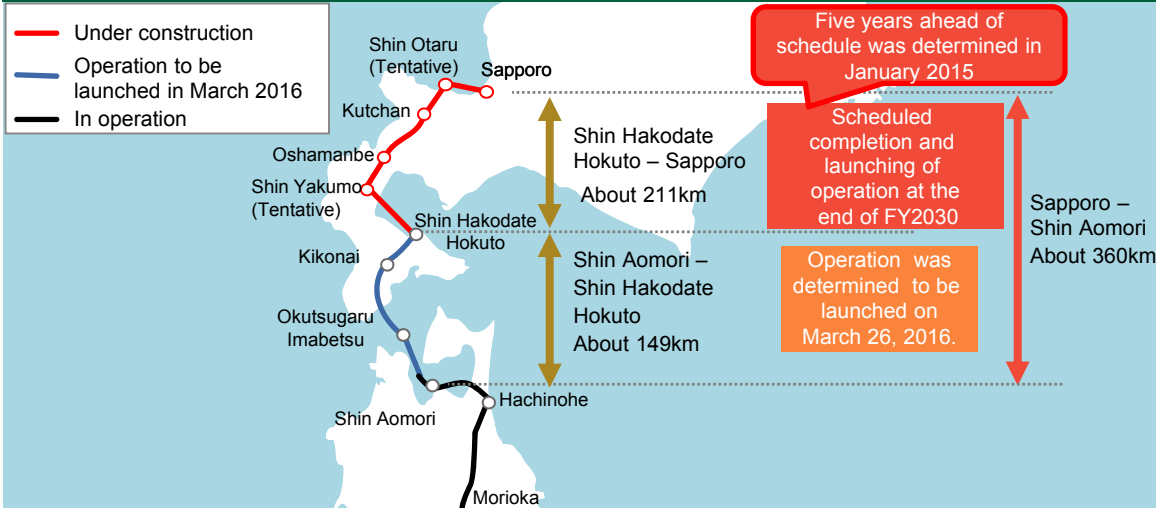 Under construction
Operation to be
launched in March 2016
In operation
Shin Otaru
(Tentative)
Sapporo
Kutchan
Oshamanbe
Shin Yakumo
(Tentative)
Shin Hakodate
Hokuto
Kikonai
Okutsugaru
Imabetsu
Shin Aomori
Hachinohe
Morioka
Shin Hakodate
Hokuto – Sapporo
About 211km
Shin Aomori –
Shin Hakodate
Hokuto
About 149km
Five years ahead of
schedule was determined in
January 2015
Scheduled
completion and
launching of
operation at the
end of FY2030
Operation was
determined to be
launched on
March 26, 2016.
Sapporo –
Shin Aomori
About 360km